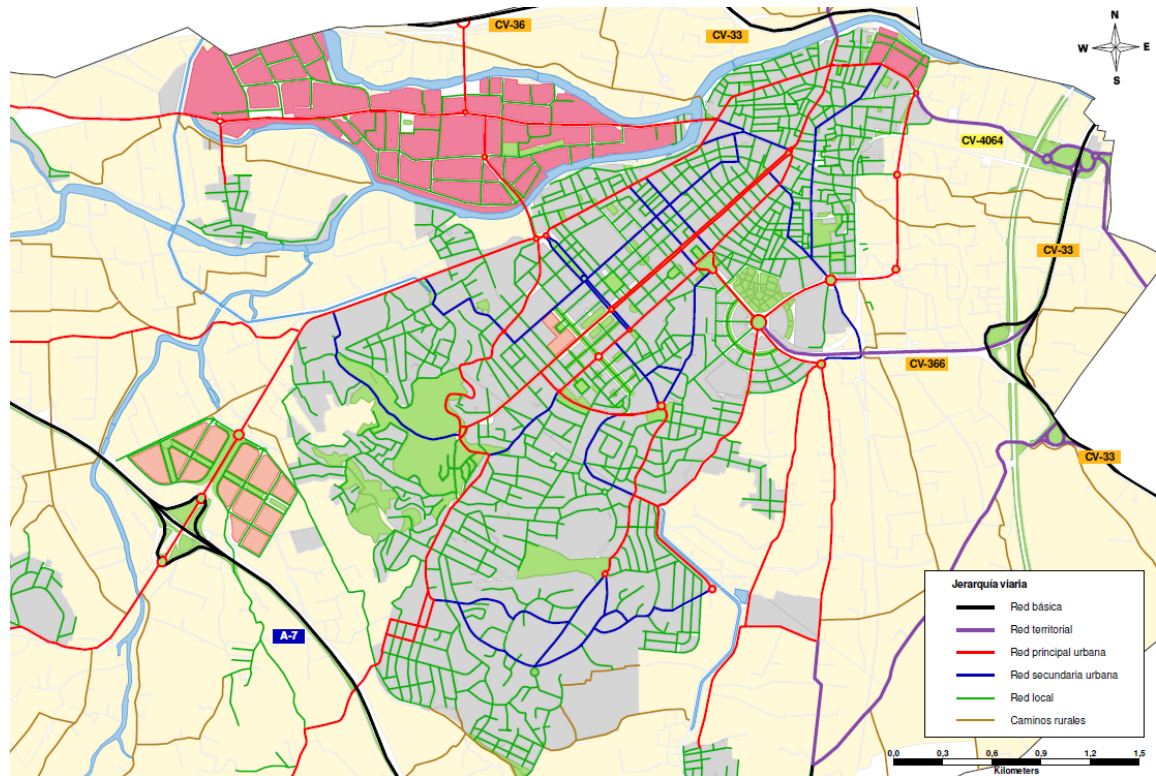 CV-36
CV-33
N
W E
S
CV-4064
CV-33
CV-366
CV-33
A-7
Jerarquía viaria
Red básica
Red territorial
Red principal urbana
Red secundaria urbana
Red local
Caminos rurales
0,0 0,3 0,6 0,9 1,2 1,5
Kilometers